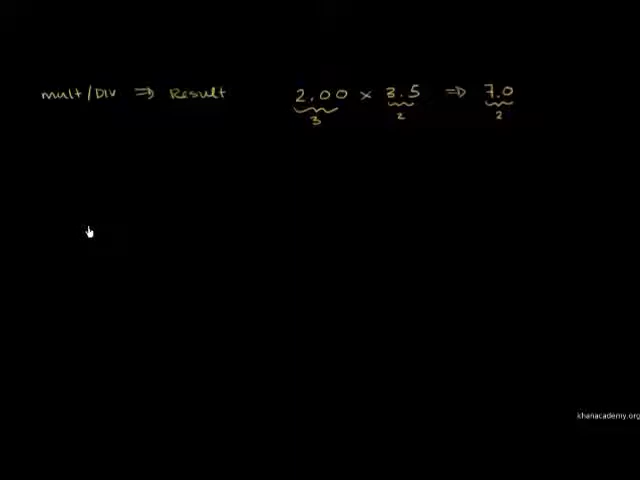 mult/Div ⇒ Result 2.00 × 3.5 ⇒ 7.0
3 2 2
khanacademy.org